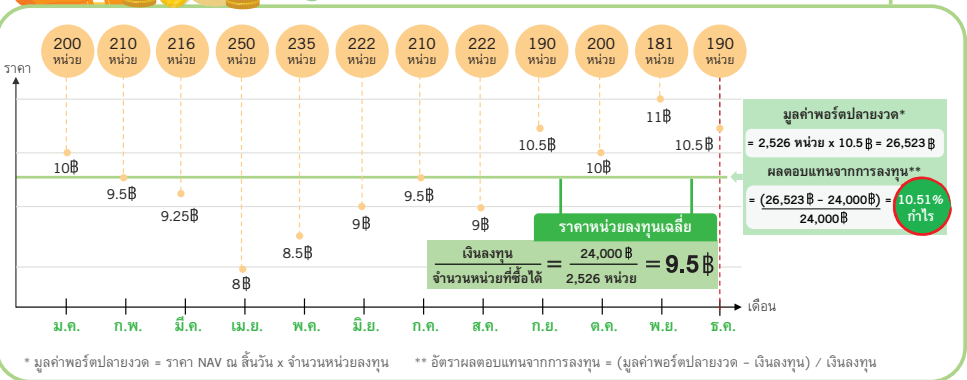 200 210 216 250 235 222 210 222 190 200 181 190
หน่วย หน่วย หน่วย หน่วย หน่วย หน่วย หน่วย หน่วย หน่วย หน่วย หน่วย หน่วย
ราคา
10฿
9.5฿
9.25฿
8฿
8.5฿
9฿
9.5฿
9฿
10.5฿
10฿
11฿
10.5฿
มูลค่าพอร์ตปลายงวด*
= 2,526 หน่วย x 10.5 ฿ = 26,523 ฿
ผลตอบแทนจากการลงทุน**
= (26,523 ฿ - 24,000฿) =
24,000฿
10.51%
กำไร
ราคาหน่วยลงทุนเฉลี่ย
เงินลงทุน = 24,000 ฿ = 9.5 ฿
จำนวนหน่วยที่ซื้อได้ 2,526 หน่วย
ม.ค. ก.พ. มี.ค. เม.ย. พ.ค. มิ.ย. ก.ค. ส.ค. ก.ย. ต.ค. พ.ย. ธ.ค.
เดือน
* มูลค่าพอร์ตปลายงวด = ราคา NAV ณ สิ้นวัน x จำนวนหน่วยลงทุน ** อัตราผลตอบแทนจากการลงทุน = (มูลค่าพอร์ตปลายงวด - เงินลงทุน) / เงินลงทุน